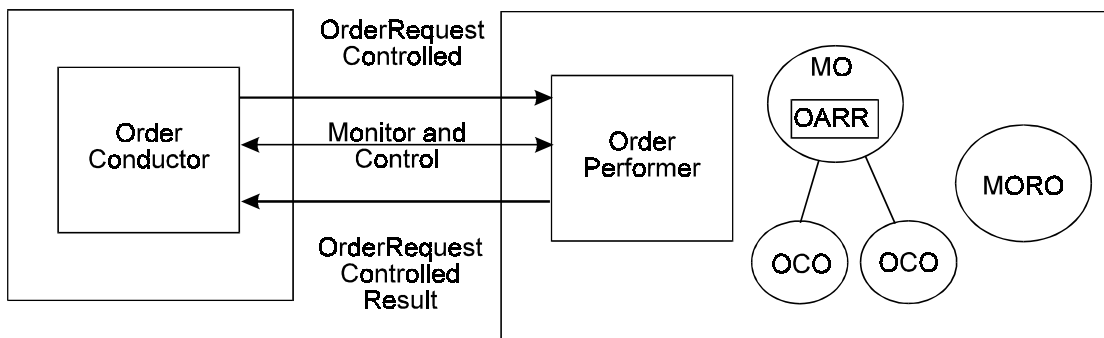 OrderRequest
Controlled
Order
Conductor
Monitor and
Control
OrderRequest
Controlled
Result
Order
Performer
MO
OARR
OCO
OCO
MORO